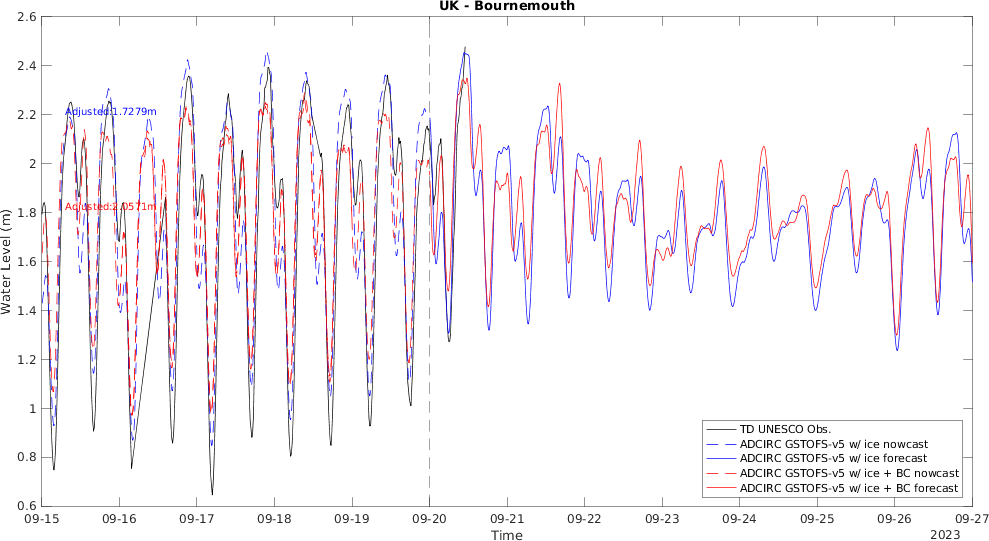 UK - Bournemouth
2.6
2.4
2.2
2
1.8
1.6
1.4
1.2
1
0.8
0.6
Water Level (m)
Adjusted:1.7279m
Adjusted:2.0571m
TD UNESCO Obs.
ADCIRC GSTOFS-v5 w/ ice nowcast
ADCIRC GSTOFS-v5 w/ ice forecast
ADCIRC GSTOFS-v5 w/ ice + BC nowcast
ADCIRC GSTOFS-v5 w/ ice + BC forecast
09-15 09-16 09-17 09-18 09-19 09-20 09-21 09-22 09-23 09-24 09-25 09-26 09-27
Time
2023